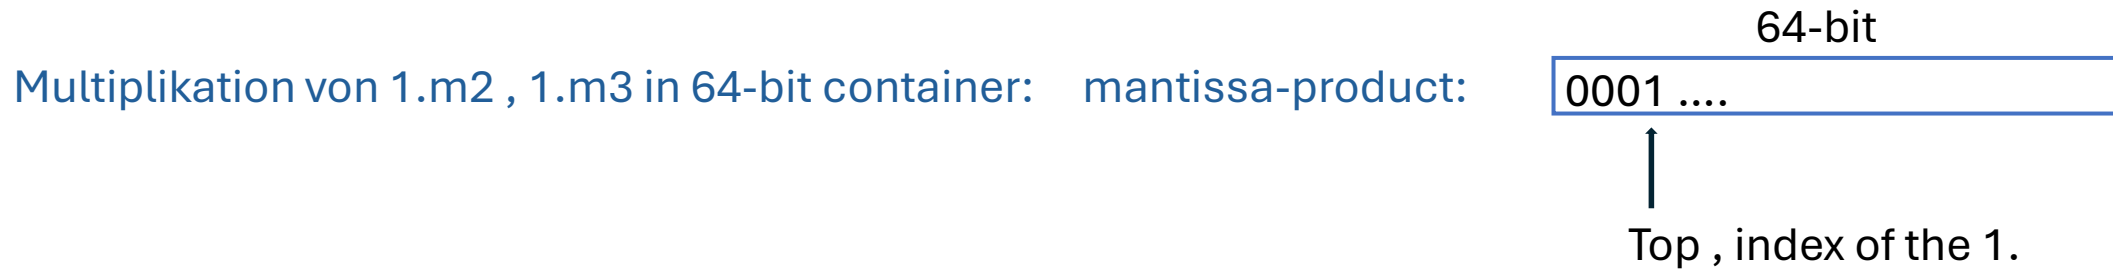 64-bit
Multiplikation von 1.m2 , 1.m3 in 64-bit container: mantissa-product: 0001 ....
Top , index of the 1.